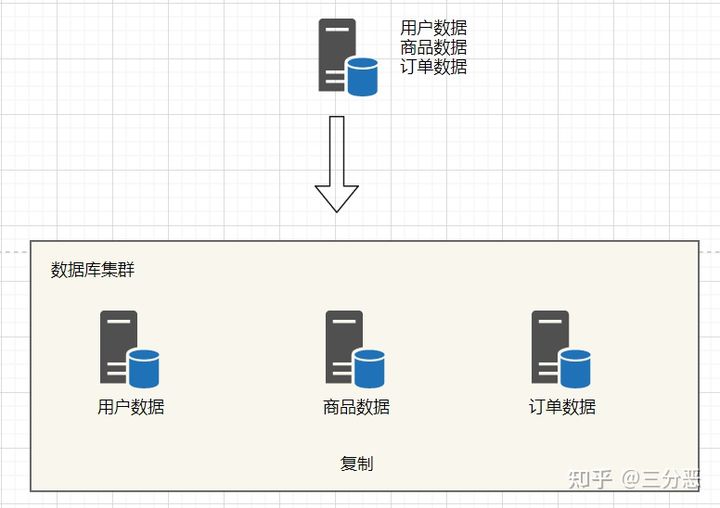 用户数据
商品数据
订单数据
数据库集群
用户数据
商品数据
订单数据
复制
知乎 @三分恶